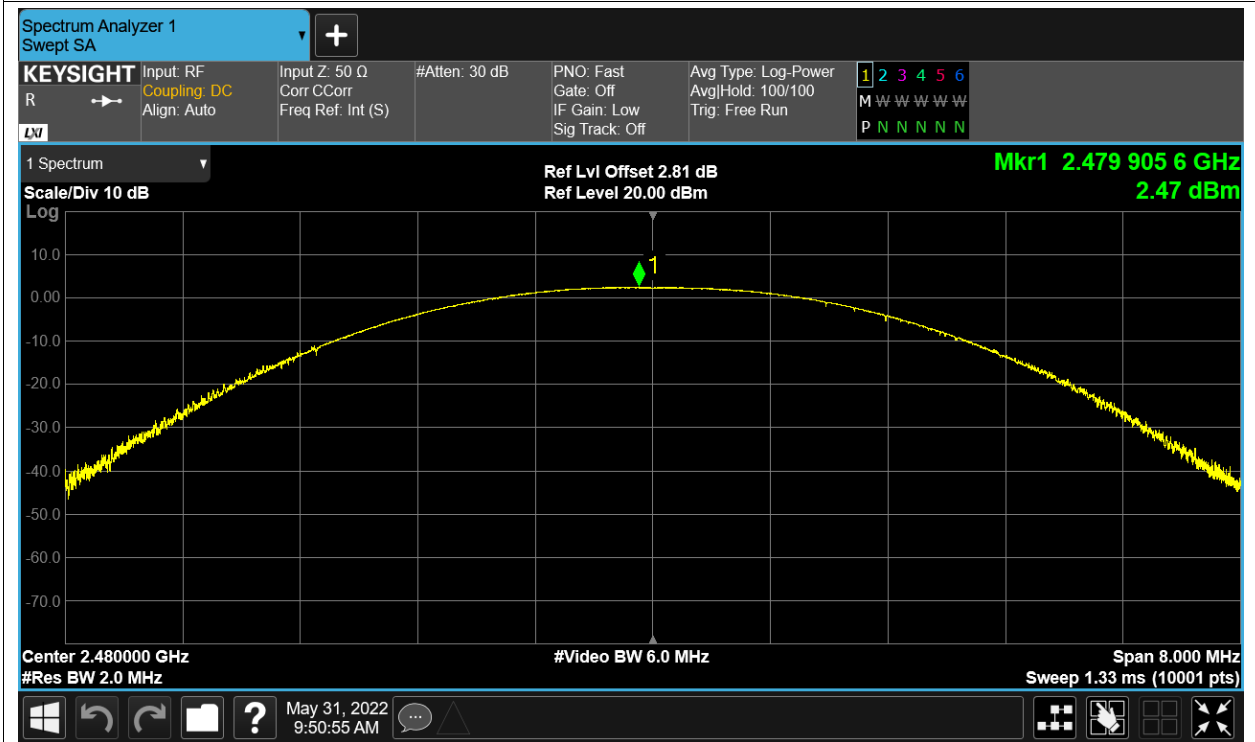 Spectrum Analyzer 1
Swept SA
KEYSIGHT
R
LXI
Input: RF
Coupling: DC
Align: Auto
Input Z: 50 Ω
Corr CCorr
Freq Ref: Int (S)
#Atten: 30 dB
PNO: Fast
Gate: Off
IF Gain: Low
Sig Track: Off
Avg Type: Log-Power
Avg|Hold: 100/100
Trig: Free Run
1 2 3 4 5 6
M W W W W W
P N N N N N
1 Spectrum
Scale/Div 10 dB
Log
Ref Lvl Offset 2.81 dB
Ref Level 20.00 dBm
Mkr1 2.479 905 6 GHz
2.47 dBm
1
10.0
0.00
-10.0
-20.0
-30.0
-40.0
-50.0
-60.0
-70.0
Center 2.480000 GHz
#Res BW 2.0 MHz
#Video BW 6.0 MHz
Span 8.000 MHz
Sweep 1.33 ms (10001 pts)
?
May 31, 2022
9:50:55 AM